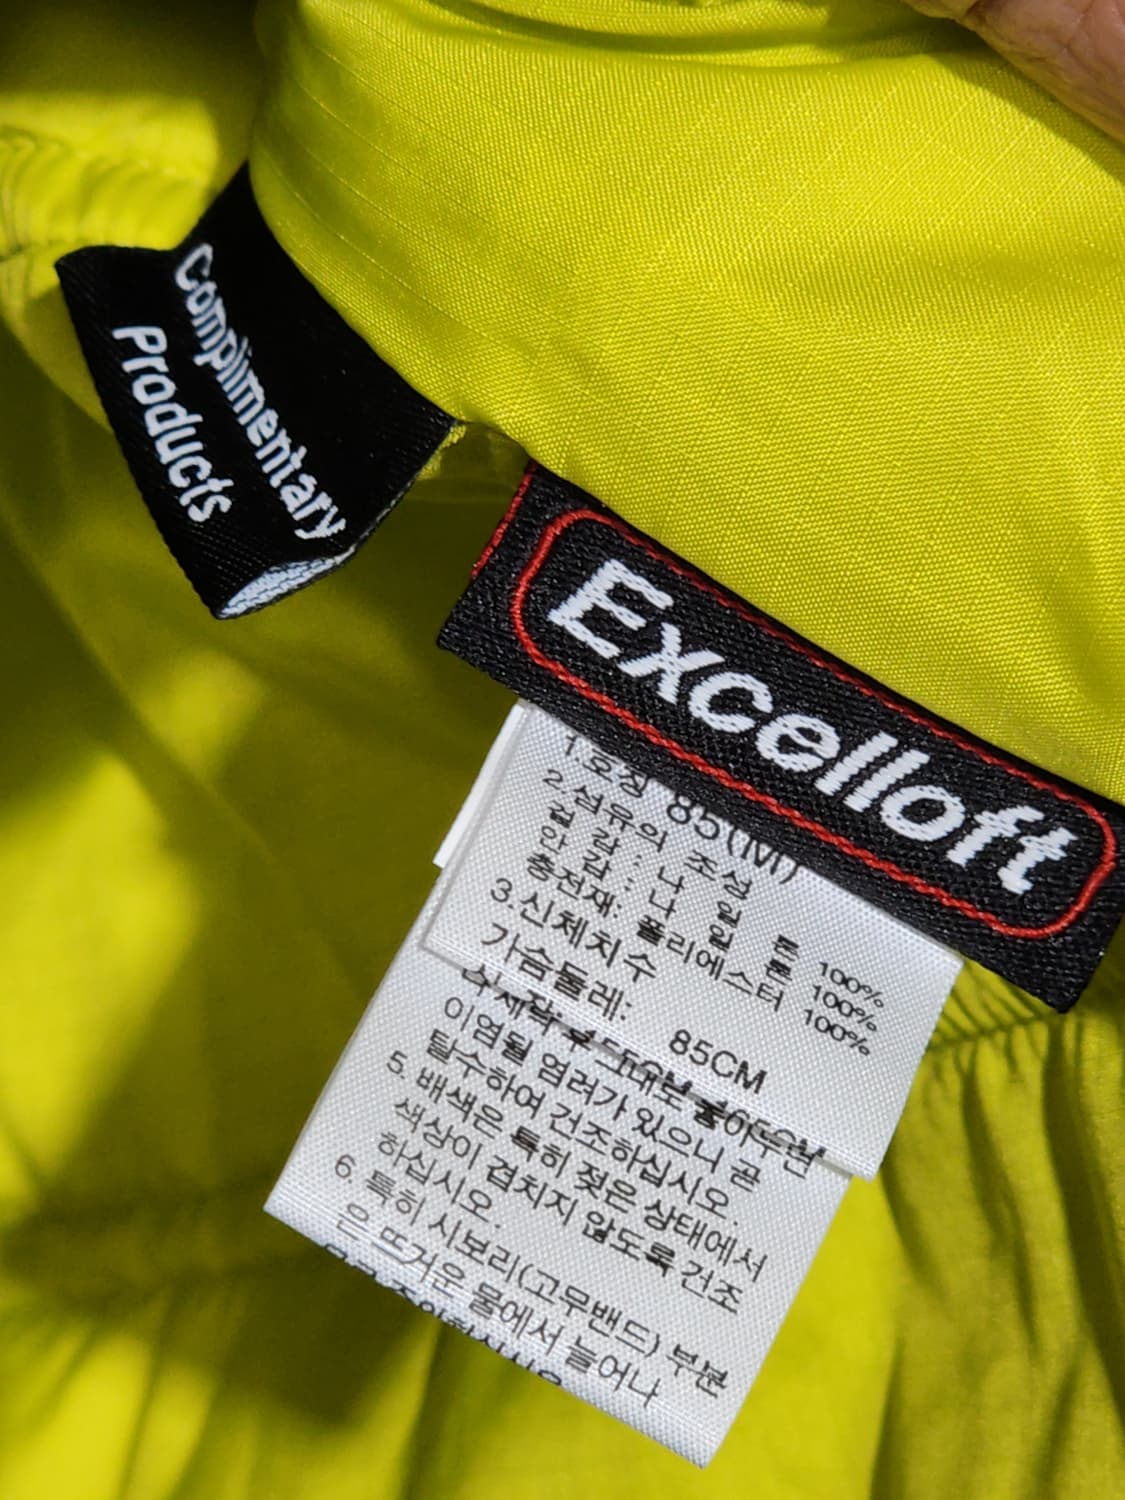 Complimentary
Products
Excelloft
1.호칭 85(M)
2.섬유의 조성
겉 감 : 나 일 론 100%
안 감 : 나 일 론 100%
충전재: 폴리에스터 100%
3.신체치수
가슴둘레: 85CM
이염될 염려가 있으니 곧
탈수하여 건조하십시오.
5. 배색은 특히 젖은 상태에서
색상이 겹치지 않도록 건조
하십시오.
6. 특히 시보리(고무밴드) 부분
은 뜨거운 물에서 늘어나